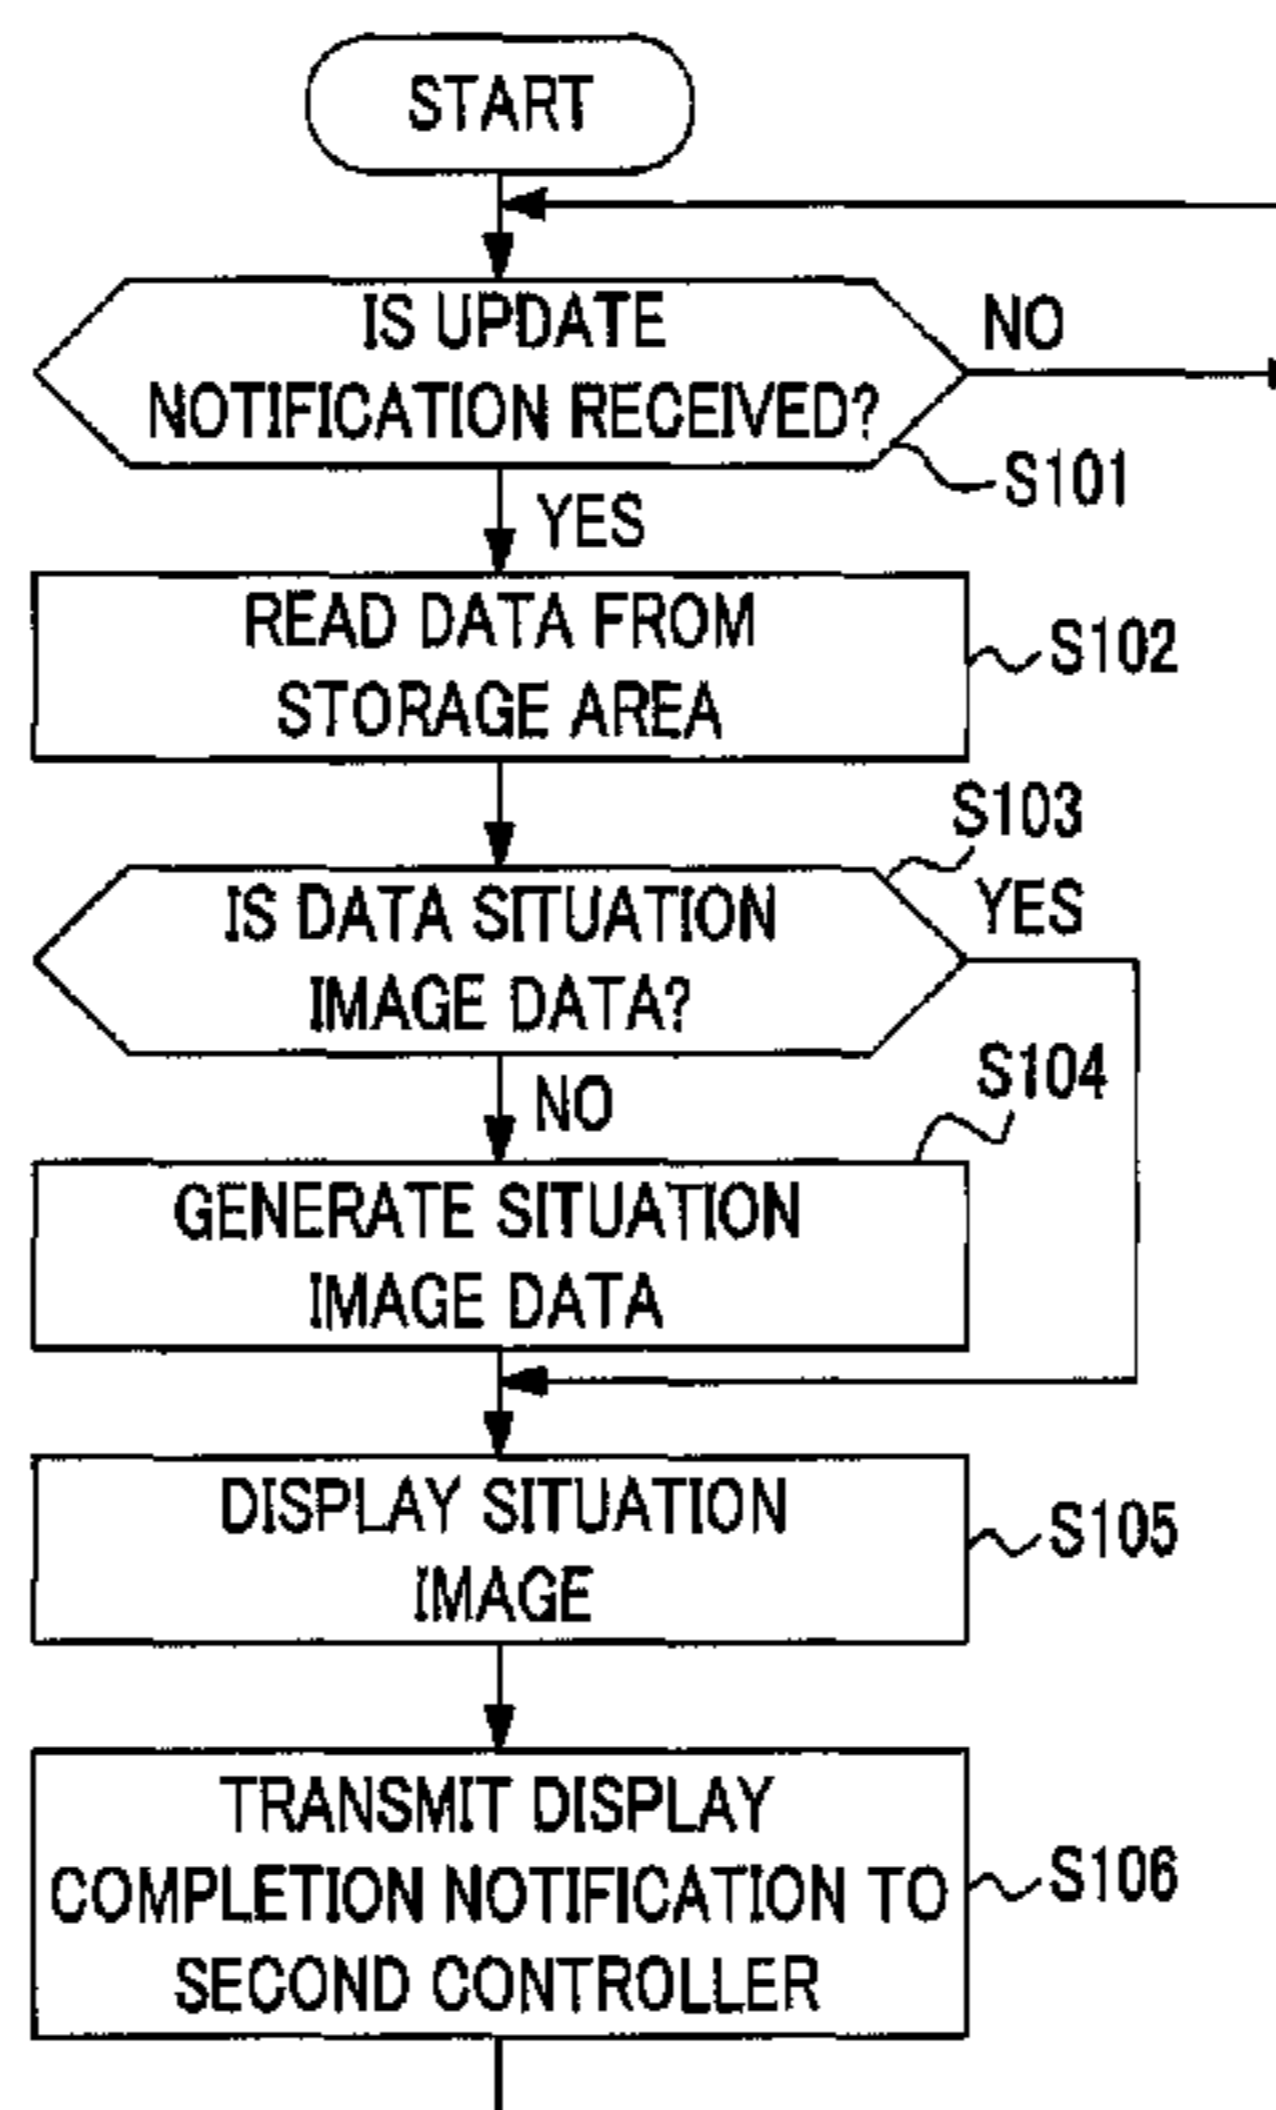 START
IS UPDATE
NOTIFICATION RECEIVED?
NO
S101
YES
READ DATA FROM
STORAGE AREA
S102
S103
IS DATA SITUATION
IMAGE DATA?
YES
NO
S104
GENERATE SITUATION
IMAGE DATA
DISPLAY SITUATION
IMAGE
S105
TRANSMIT DISPLAY
COMPLETION NOTIFICATION TO
SECOND CONTROLLER
S106